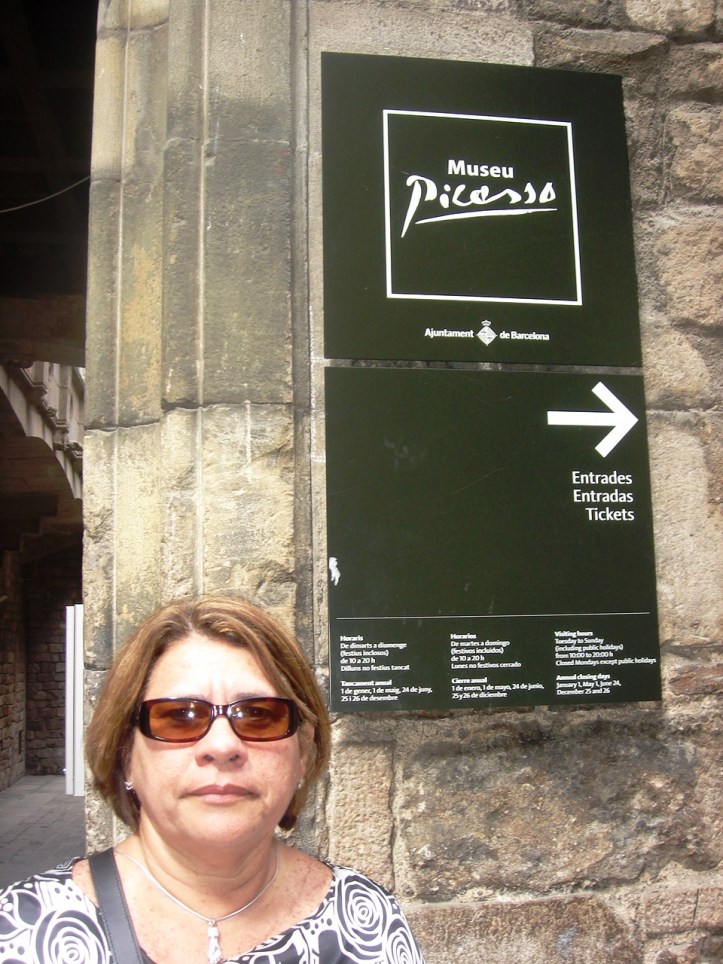 Museu
Picasso
Ajuntament de Barcelona
Entrades
Entradas
Tickets
Horaris
De dimarts a diumenge
(festius inclosos)
de 10 a 20 h
Dilluns no festius tancat
Tancament anual
1 de gener, 1 de maig, 24 de juny,
25 i 26 de desembre
Horarios
De martes a domingo
(festivos incluidos)
de 10 a 20 h
Lunes no festivos cerrado
Cierre anual
1 de enero, 1 de mayo, 24 de junio,
25 y 26 de diciembre
Visiting hours
Tuesday to Sunday
(including public holidays)
from 10:00 to 20:00 h
Closed Mondays except public holidays
Annual closing days
January 1, May 1, June 24,
December 25 and 26